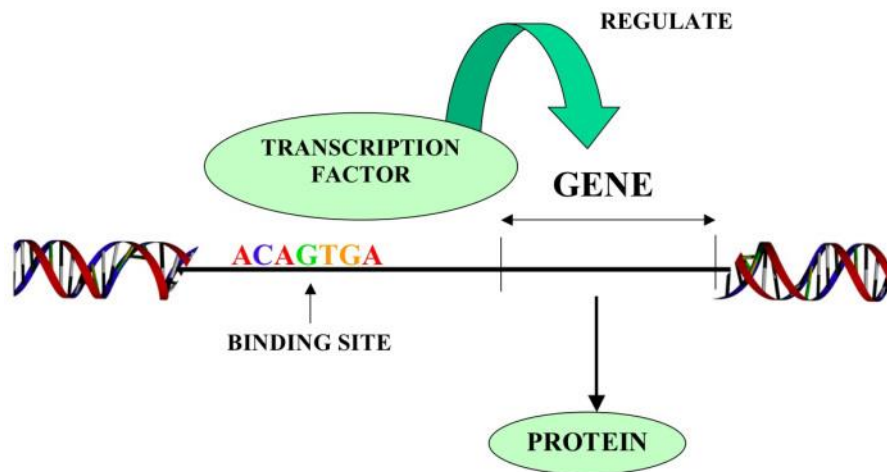 REGULATE
TRANSCRIPTION
FACTOR
GENE
ACAGTGA
BINDING SITE
PROTEIN